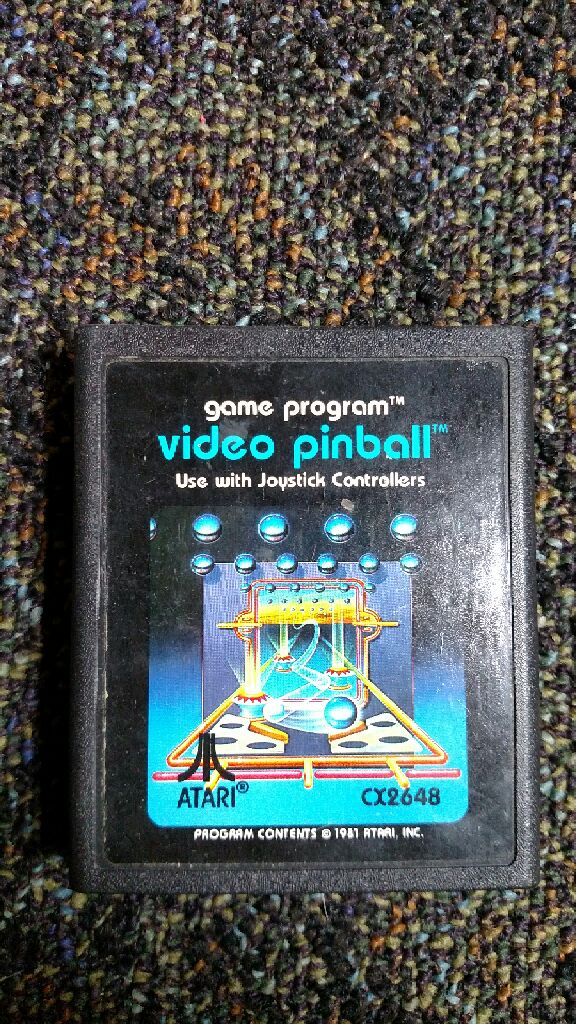 game program™
video pinball™
Use with Joystick Controllers
ATARI® CX2648
PROGRAM CONTENTS © 1981 ATARI, INC.